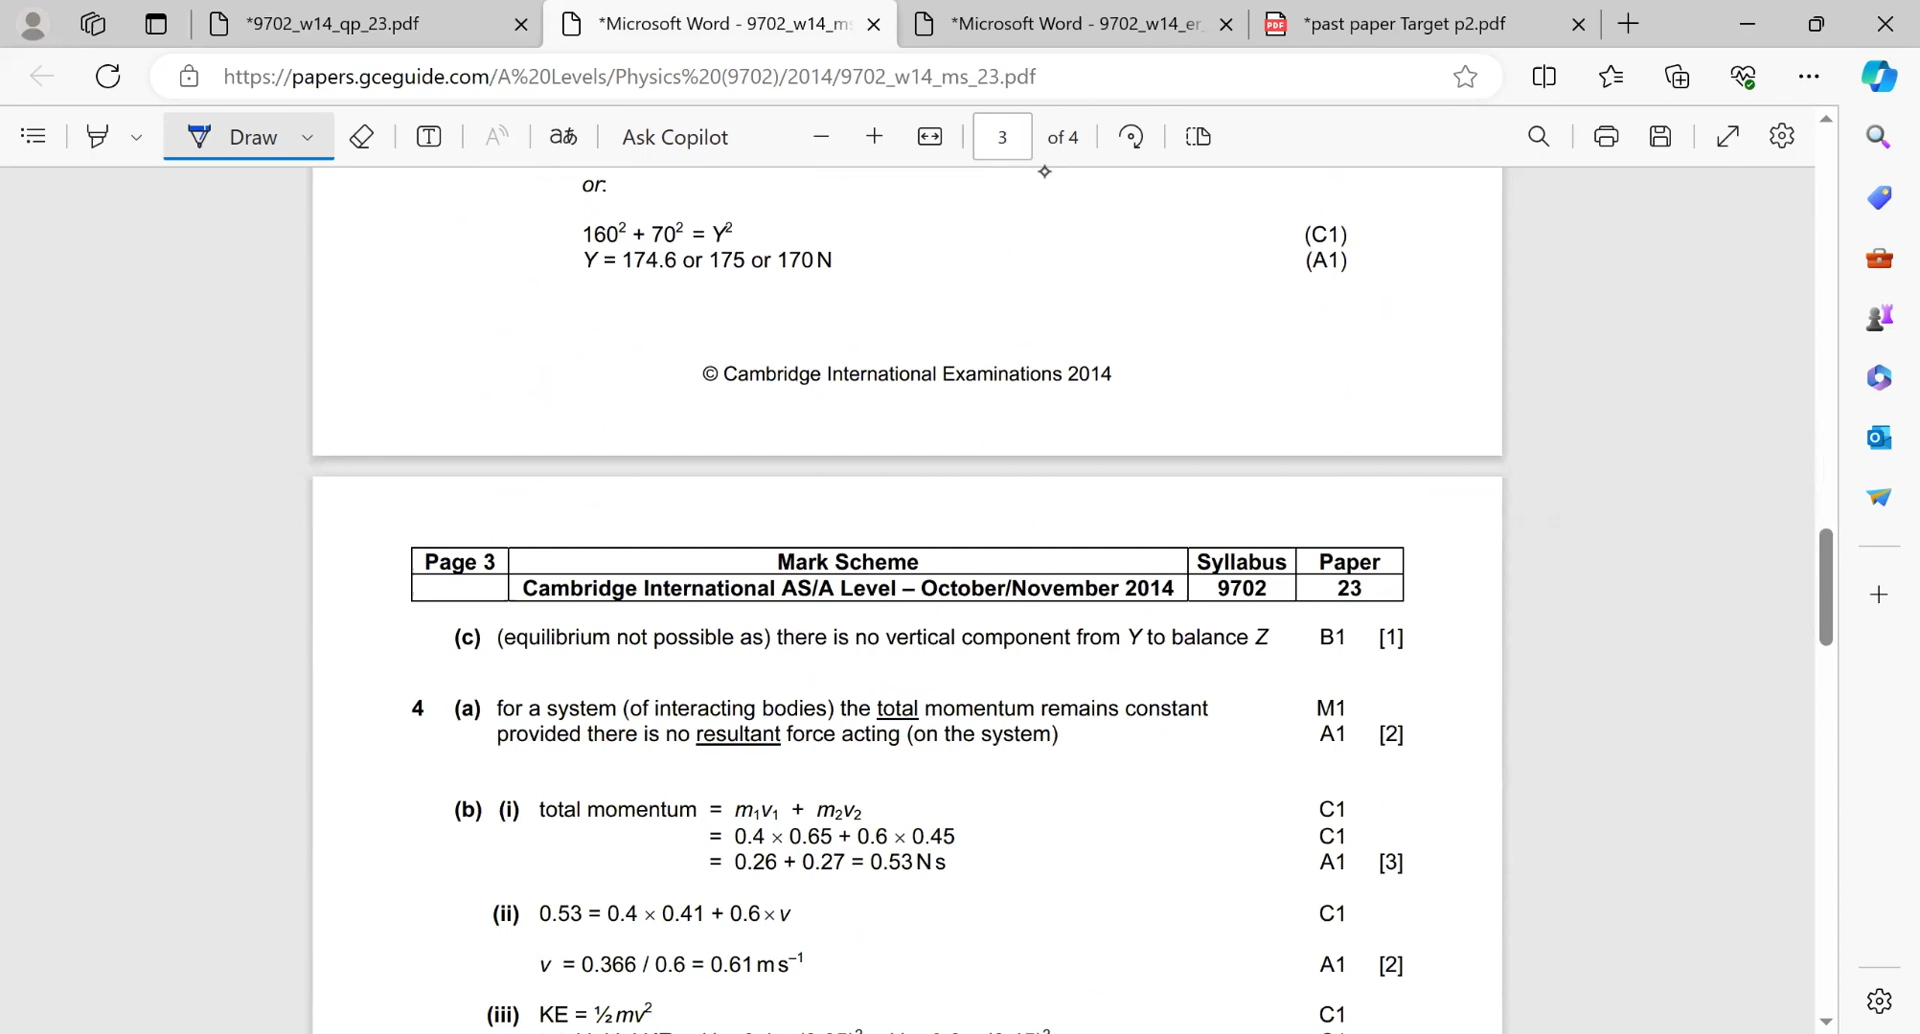 *9702_w14_qp_23.pdf
*Microsoft Word - 9702_w14_ms
*Microsoft Word - 9702_w14_er_
*past paper Target p2.pdf
https://papers.gceguide.com/A%20Levels/Physics%20(9702)/2014/9702_w14_ms_23.pdf
Draw
aあ
Ask Copilot
3 of 4
or:
160² + 70² = Y² (C1)
Y = 174.6 or 175 or 170 N (A1)
© Cambridge International Examinations 2014
Page 3 Mark Scheme Syllabus Paper
Cambridge International AS/A Level – October/November 2014 9702 23
(c) (equilibrium not possible as) there is no vertical component from Y to balance Z B1 [1]
4 (a) for a system (of interacting bodies) the total momentum remains constant M1
provided there is no resultant force acting (on the system) A1 [2]
(b) (i) total momentum = m₁v₁ + m₂v₂ C1
= 0.4 × 0.65 + 0.6 × 0.45 C1
= 0.26 + 0.27 = 0.53 N s A1 [3]
(ii) 0.53 = 0.4 × 0.41 + 0.6 × v C1
v = 0.366 / 0.6 = 0.61 m s⁻¹ A1 [2]
(iii) KE = ½ mv² C1